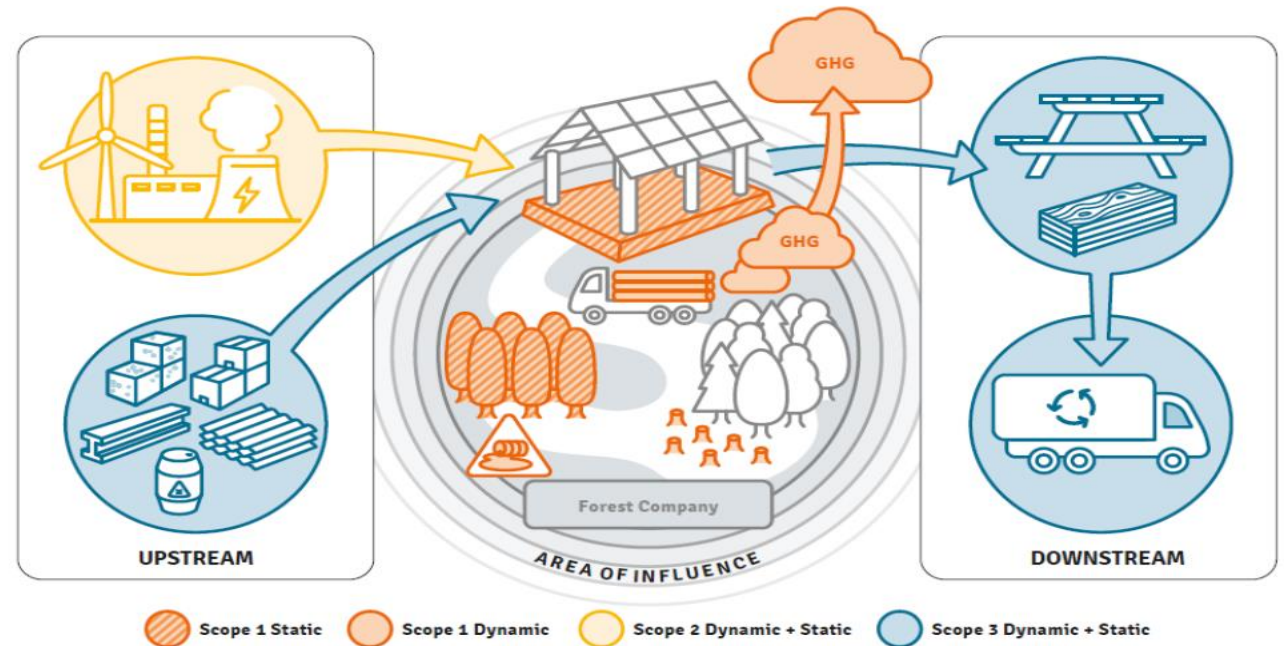 GHG
GHG
Forest Company
UPSTREAM
AREA OF INFLUENCE
DOWNSTREAM
Scope 1 Static
Scope 1 Dynamic
Scope 2 Dynamic + Static
Scope 3 Dynamic + Static